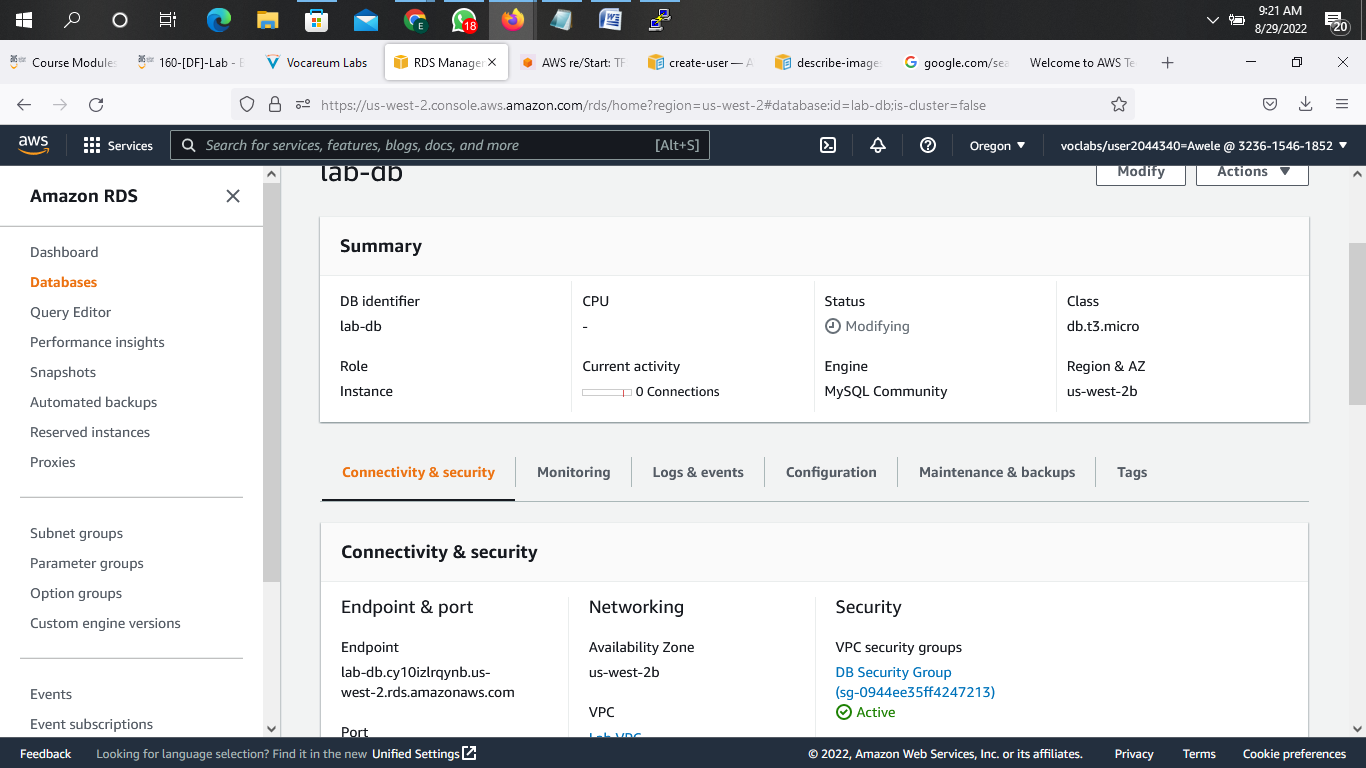 18
9:21 AM
8/29/2022
20
Course Modules
160-[DF]-Lab - E
Vocareum Labs
RDS Manager
AWS re/Start: TF
create-user — A
describe-image
google.com/sea
Welcome to AWS Te
https://us-west-2.console.aws.amazon.com/rds/home?region=us-west-2#database:id=lab-db;is-cluster=false
aws
Services
Search for services, features, blogs, docs, and more
[Alt+S]
Oregon
voclabs/user2044340=Awele @ 3236-1546-1852
Amazon RDS
Dashboard
Databases
Query Editor
Performance insights
Snapshots
Automated backups
Reserved instances
Proxies
Subnet groups
Parameter groups
Option groups
Custom engine versions
Events
Event subscriptions
lab-db
Modify
Actions
Summary
DB identifier
lab-db
CPU
-
Status
Modifying
Class
db.t3.micro
Role
Instance
Current activity
0 Connections
Engine
MySQL Community
Region & AZ
us-west-2b
Connectivity & security
Monitoring
Logs & events
Configuration
Maintenance & backups
Tags
Connectivity & security
Endpoint & port
Endpoint
lab-db.cy10izlrqynb.us-
west-2.rds.amazonaws.com
Port
Networking
Availability Zone
us-west-2b
VPC
Lab VPC
Security
VPC security groups
DB Security Group
(sg-0944ee35ff4247213)
Active
Feedback
Looking for language selection? Find it in the new Unified Settings
© 2022, Amazon Web Services, Inc. or its affiliates.
Privacy
Terms
Cookie preferences